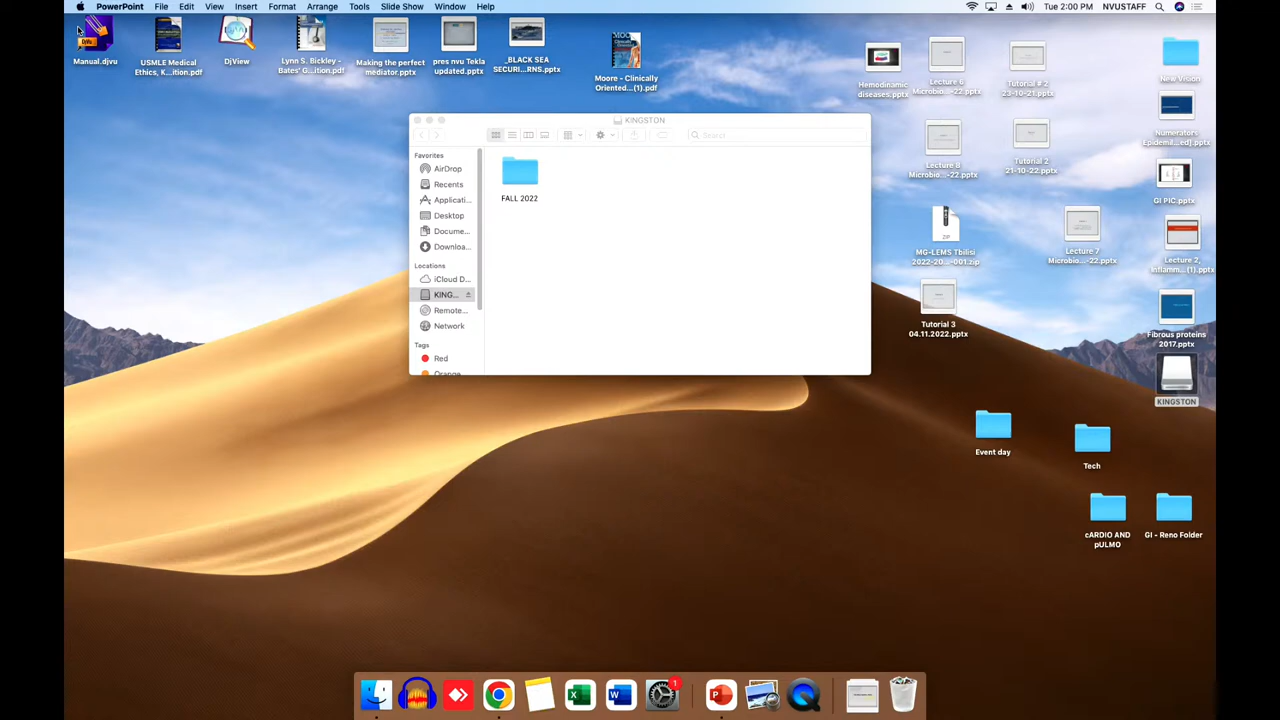 PowerPoint File Edit View Insert Format Arrange Tools Slide Show Window Help Tue 2:00 PM NVUSTAFF
Manual.djvu
USMLE Medical
Ethics, K...ition.pdf
DjView
Lynn S. Bickley -
Bates' G...ition.pdf
Making the perfect
mediator.pptx
pres nvu Tekla
updated.pptx
_BLACK SEA
SECURI...RNS.pptx
Moore - Clinically
Oriented...(1).pdf
Hemodinamic
diseases.pptx
Lecture 6
Microbio...-22.pptx
Tutorial # 2
23-10-21.pptx
New Vision
Numerators
Epidemil...ed].pptx
Lecture 8
Microbio...-22.pptx
Tutorial 2
21-10-22.pptx
GI PIC.pptx
ZIP
MG-LEMS Tbilisi
2022-20...-001.zip
Lecture 7
Microbio...-22.pptx
Lecture 2,
Inflamm...(1).pptx
Tutorial 3
04.11.2022.pptx
Fibrous proteins
2017.pptx
KINGSTON
Event day
Tech
cARDIO AND
pULMO
GI - Reno Folder
KINGSTON
Search
Favorites
AirDrop
Recents
Applicati...
Desktop
Docume...
Downloa...
Locations
iCloud D...
KING...
Remote...
Network
Tags
Red
Orange
FALL 2022
1